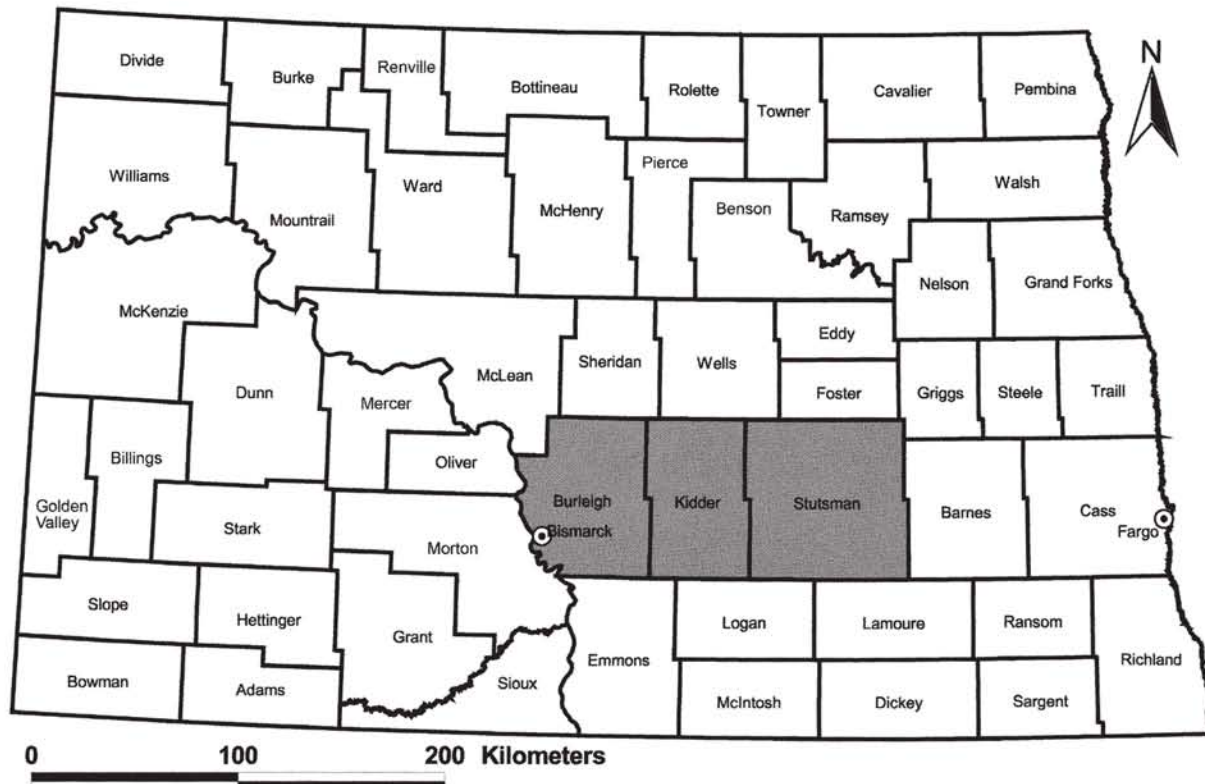 N
Divide
Burke
Renville
Bottineau
Rolette
Towner
Cavalier
Pembina
Williams
Mountrail
Ward
McHenry
Pierce
Benson
Ramsey
Walsh
McKenzie
Nelson
Grand Forks
Dunn
Mercer
McLean
Sheridan
Wells
Eddy
Foster
Griggs
Steele
Traill
Golden
Valley
Billings
Stark
Oliver
Morton
Burleigh
Bismarck
Kidder
Stutsman
Barnes
Cass
Fargo
Slope
Hettinger
Grant
Sioux
Emmons
Logan
Lamoure
Ransom
Richland
Bowman
Adams
McIntosh
Dickey
Sargent
0 100 200 Kilometers